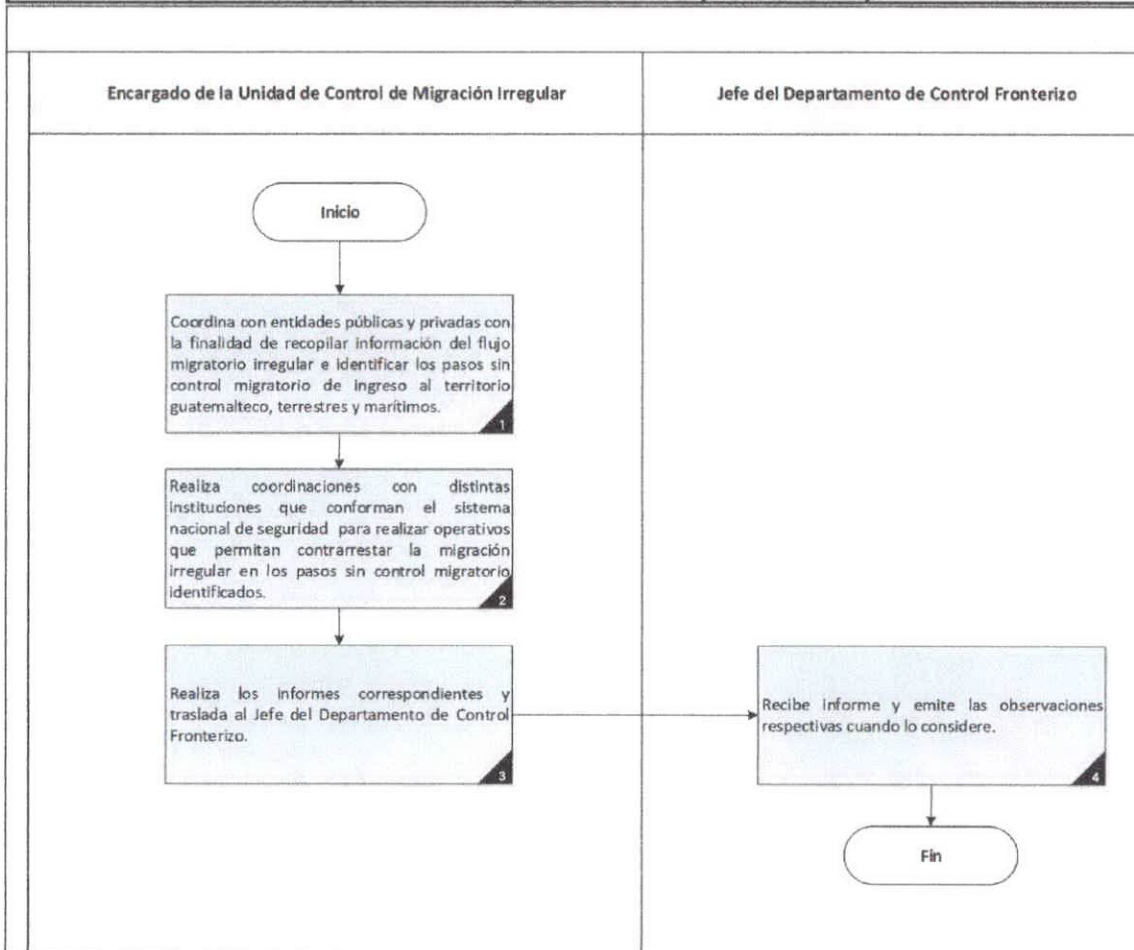 Encargado de la Unidad de Control de Migración Irregular
Jefe del Departamento de Control Fronterizo
Inicio
Coordina con entidades públicas y privadas con
la finalidad de recopilar información del flujo
migratorio irregular e identificar los pasos sin
control migratorio de ingreso al territorio
guatemalteco, terrestres y marítimos.
1
Realiza coordinaciones con distintas
instituciones que conforman el sistema
nacional de seguridad para realizar operativos
que permitan contrarrestar la migración
irregular en los pasos sin control migratorio
identificados.
2
Realiza los informes correspondientes y
traslada al Jefe del Departamento de Control
Fronterizo.
3
Recibe informe y emite las observaciones
respectivas cuando lo considere.
4
Fin